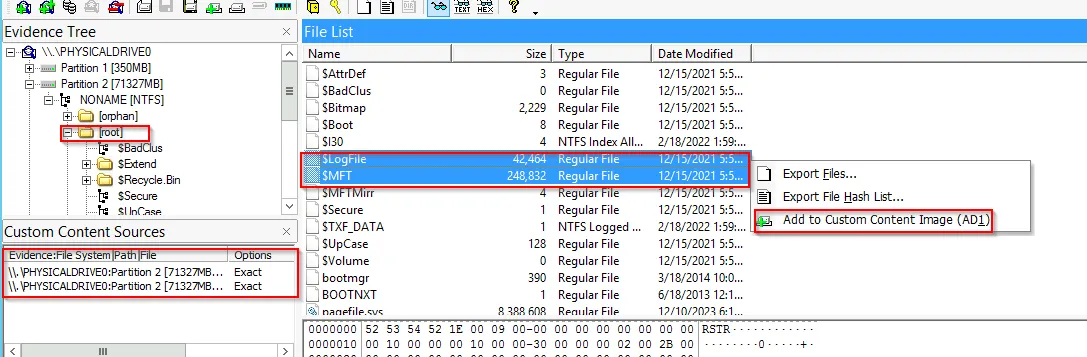 TEXT HEX ?
Evidence Tree
\\.\PHYSICALDRIVE0
Partition 1 [350MB]
Partition 2 [71327MB]
NONAME [NTFS]
[orphan]
[root]
$BadClus
$Extend
$Recycle.Bin
$Secure
$UpCase
Custom Content Sources
Evidence:File System|Path|File Options
\\.\PHYSICALDRIVE0:Partition 2 [71327MB... Exact
\\.\PHYSICALDRIVE0:Partition 2 [71327MB... Exact
File List
Name Size Type Date Modified
$AttrDef 3 Regular File 12/15/2021 5:5...
$BadClus 0 Regular File 12/15/2021 5:5...
$Bitmap 2,229 Regular File 12/15/2021 5:5...
$Boot 8 Regular File 12/15/2021 5:5...
$I30 4 NTFS Index All... 2/18/2022 1:59:...
$LogFile 42,464 Regular File 12/15/2021 5:5...
$MFT 248,832 Regular File 12/15/2021 5:5...
$MFTMirr 4 Regular File 12/15/2021 5:5...
$Secure 1 Regular File 12/15/2021 5:5...
$TXF_DATA 1 NTFS Logged ... 2/18/2022 1:59:...
$UpCase 128 Regular File 12/15/2021 5:5...
$Volume 0 Regular File 12/15/2021 5:5...
bootmgr 390 Regular File 3/18/2014 10:0...
BOOTNXT 1 Regular File 6/18/2013 12:1...
pagefile.sys 8,388,608 Regular File 12/10/2023 6:1...
Export Files...
Export File Hash List...
Add to Custom Content Image (AD1)
0000000 52 53 54 52 1E 00 09 00-00 00 00 00 00 00 00 00 RSTR············
0000010 00 10 00 00 00 10 00 00-30 00 00 00 02 00 2B 00 ········0·····+·